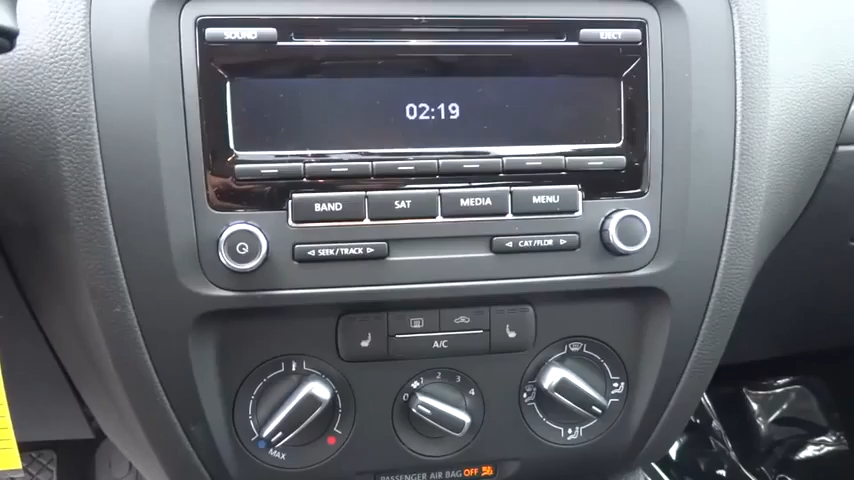 SOUND
EJECT
02:19
BAND SAT MEDIA MENU
SEEK/TRACK
CAT/FLDR
A/C
0 1 2 3 4
MAX
PASSENGER AIR BAG OFF